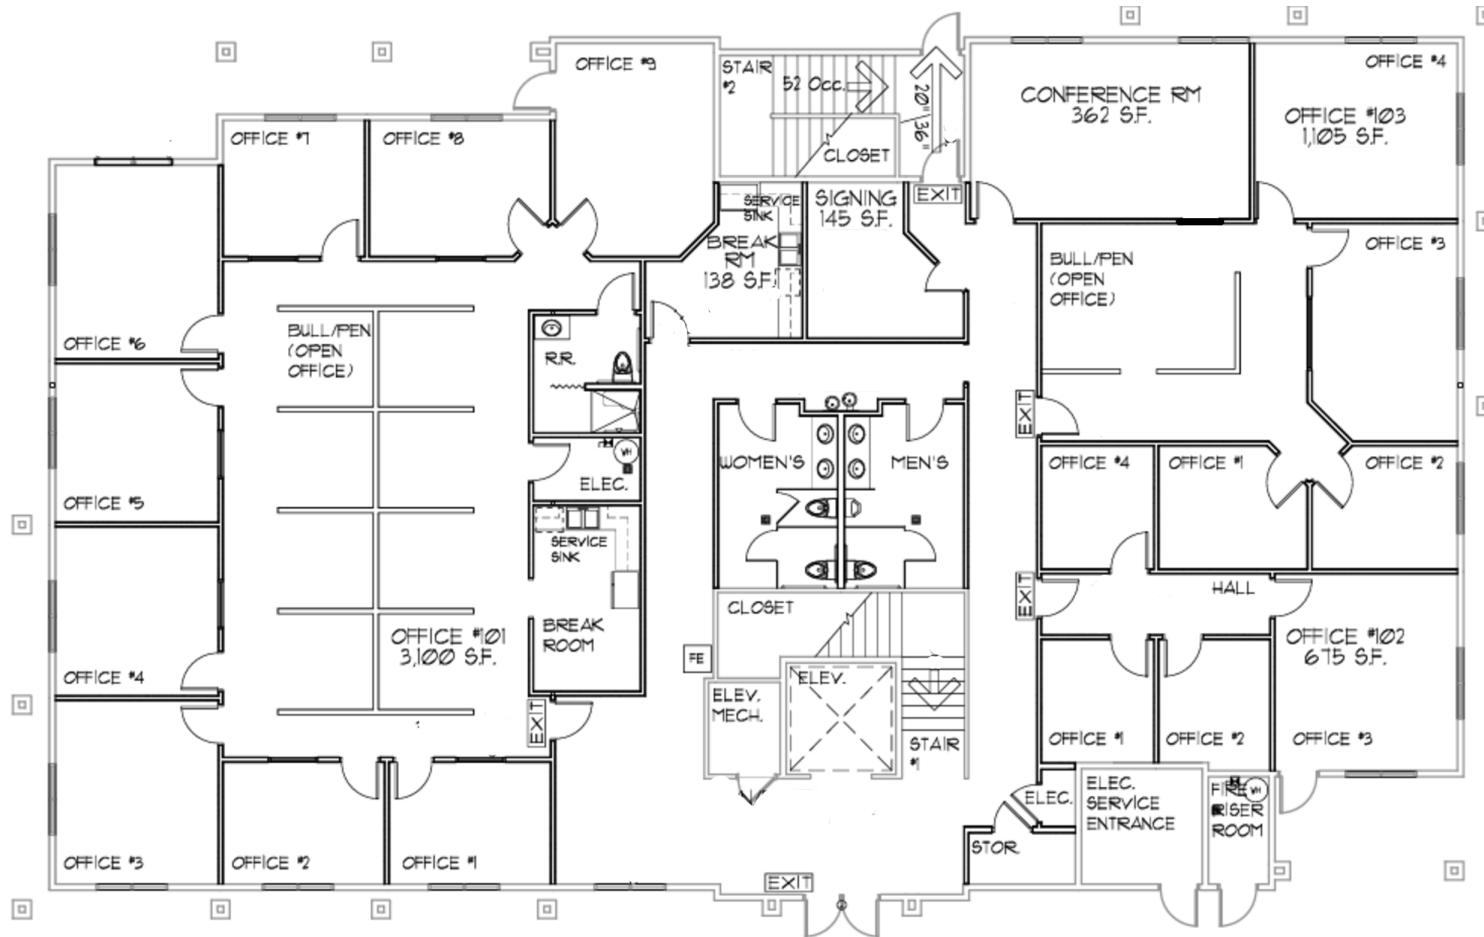 OFFICE #9
STAIR
#2
52 Occ.
20"
36"
CLOSET
EXIT
CONFERENCE RM
362 S.F.
OFFICE #4
OFFICE #103
1,105 S.F.
OFFICE #7
OFFICE #8
SERVICE
SINK
BREAK
RM
138 S.F.
SIGNING
145 S.F.
BULL/PEN
(OPEN
OFFICE)
OFFICE #3
OFFICE #6
BULL/PEN
(OPEN
OFFICE)
R.R.
EXIT
OFFICE #5
WH
ELEC.
WOMEN'S
MEN'S
OFFICE #4
OFFICE #1
OFFICE #2
SERVICE
SINK
BREAK
ROOM
CLOSET
EXIT
HALL
OFFICE #101
3,100 S.F.
OFFICE #102
675 S.F.
OFFICE #4
FE
ELEV.
ELEV.
MECH.
EXIT
STAIR
#1
OFFICE #1
OFFICE #2
OFFICE #3
ELEC.
ELEC.
SERVICE
ENTRANCE
FIRE
RISER
ROOM
WH
STOR.
OFFICE #3
OFFICE #2
OFFICE #1
EXIT